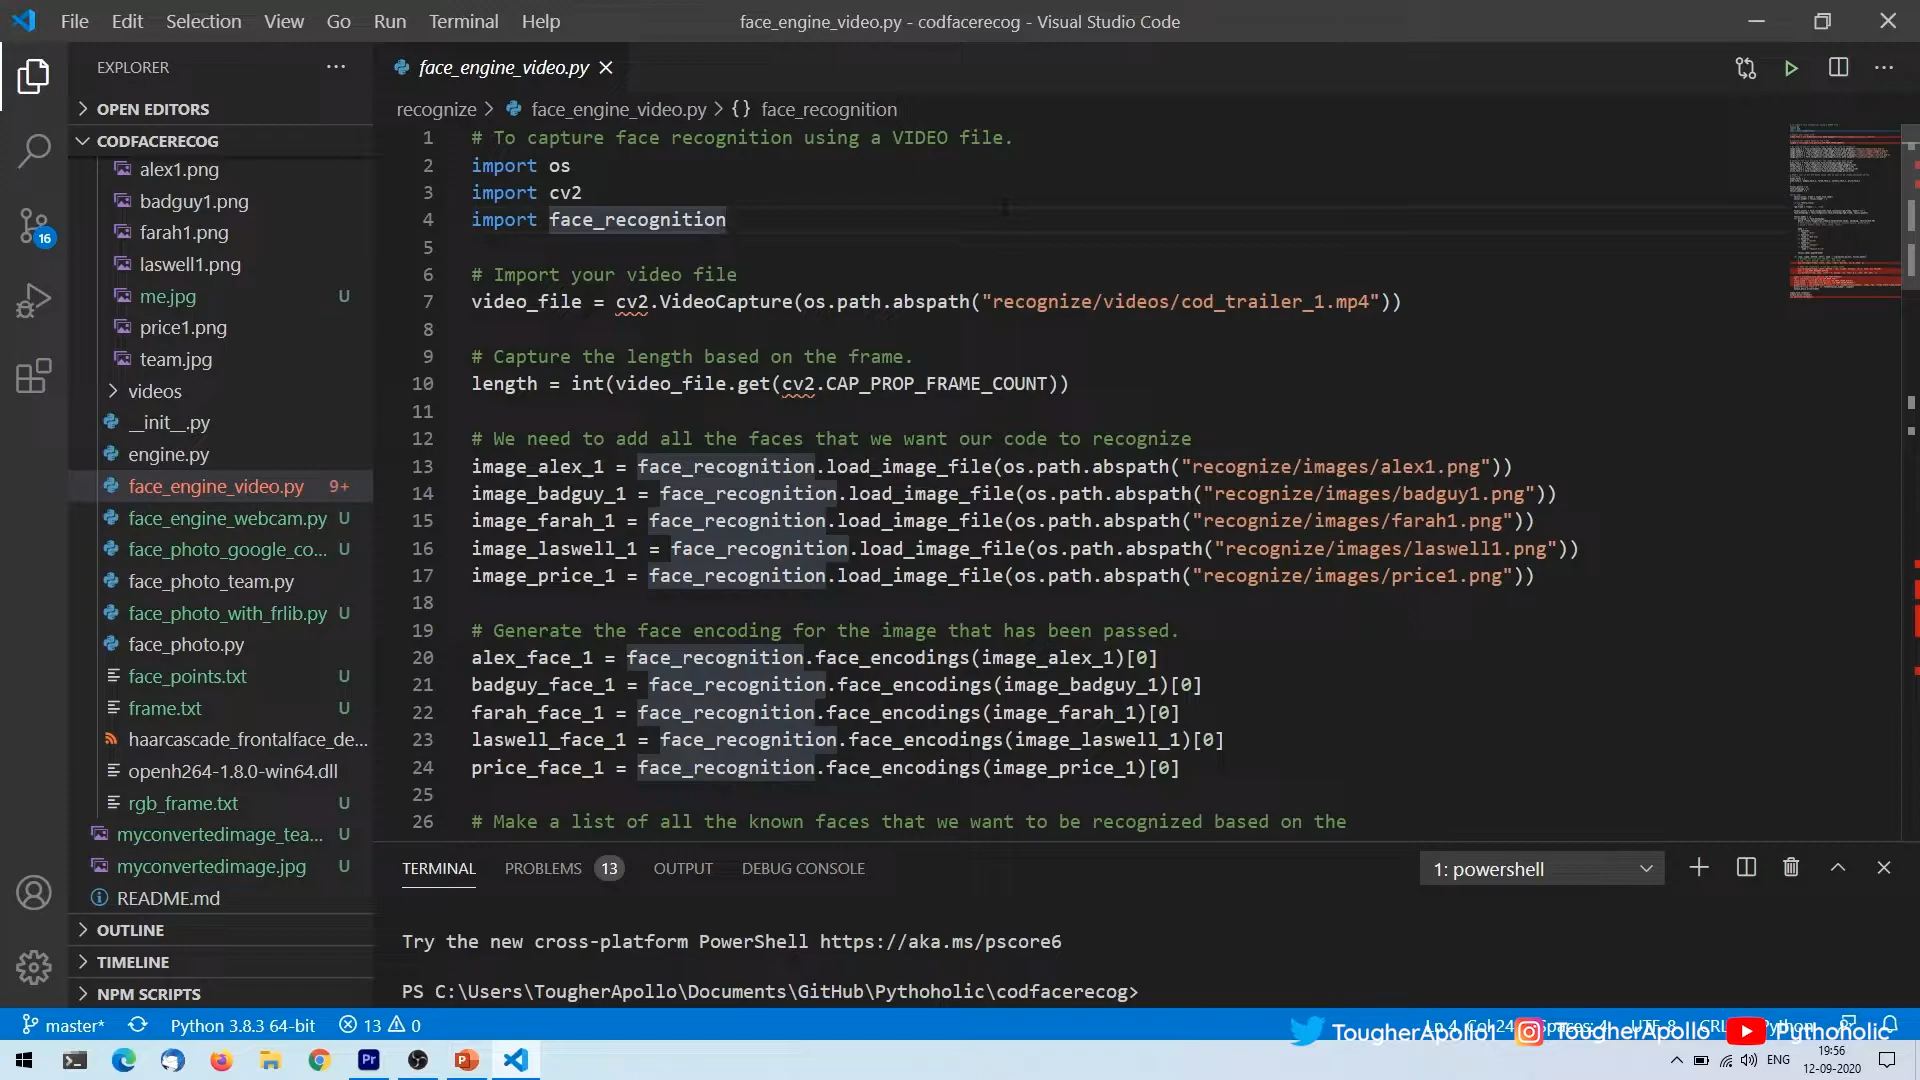 File Edit Selection View Go Run Terminal Help
face_engine_video.py - codfacerecog - Visual Studio Code
EXPLORER ...
OPEN EDITORS
CODFACERECOG
alex1.png
badguy1.png
farah1.png
laswell1.png
me.jpg U
price1.png
team.jpg
videos
__init__.py
engine.py
face_engine_video.py 9+
face_engine_webcam.py U
face_photo_google_co... U
face_photo_team.py
face_photo_with_frlib.py U
face_photo.py
face_points.txt U
frame.txt U
haarcascade_frontalface_de...
openh264-1.8.0-win64.dll
rgb_frame.txt U
myconvertedimage_tea... U
myconvertedimage.jpg U
README.md
OUTLINE
TIMELINE
NPM SCRIPTS
16
face_engine_video.py
recognize > face_engine_video.py > {} face_recognition
1 # To capture face recognition using a VIDEO file.
2 import os
3 import cv2
4 import face_recognition
5
6 # Import your video file
7 video_file = cv2.VideoCapture(os.path.abspath("recognize/videos/cod_trailer_1.mp4"))
8
9 # Capture the length based on the frame.
10 length = int(video_file.get(cv2.CAP_PROP_FRAME_COUNT))
11
12 # We need to add all the faces that we want our code to recognize
13 image_alex_1 = face_recognition.load_image_file(os.path.abspath("recognize/images/alex1.png"))
14 image_badguy_1 = face_recognition.load_image_file(os.path.abspath("recognize/images/badguy1.png"))
15 image_farah_1 = face_recognition.load_image_file(os.path.abspath("recognize/images/farah1.png"))
16 image_laswell_1 = face_recognition.load_image_file(os.path.abspath("recognize/images/laswell1.png"))
17 image_price_1 = face_recognition.load_image_file(os.path.abspath("recognize/images/price1.png"))
18
19 # Generate the face encoding for the image that has been passed.
20 alex_face_1 = face_recognition.face_encodings(image_alex_1)[0]
21 badguy_face_1 = face_recognition.face_encodings(image_badguy_1)[0]
22 farah_face_1 = face_recognition.face_encodings(image_farah_1)[0]
23 laswell_face_1 = face_recognition.face_encodings(image_laswell_1)[0]
24 price_face_1 = face_recognition.face_encodings(image_price_1)[0]
25
26 # Make a list of all the known faces that we want to be recognized based on the
TERMINAL PROBLEMS 13 OUTPUT DEBUG CONSOLE
1: powershell
Try the new cross-platform PowerShell https://aka.ms/pscore6
PS C:\Users\TougherApollo\Documents\GitHub\Pythoholic\codfacerecog>
master* Python 3.8.3 64-bit 13 0
Ln 4, Col 24 Spaces: 4 UTF-8 CRLF Python
TougherApollo1 TougherApollo Pythoholic
Pr P
ENG 19:56
12-09-2020